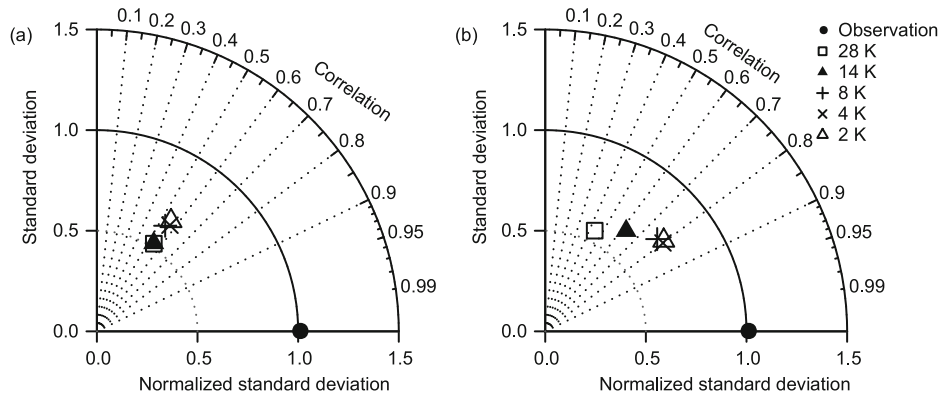 (a)
1.5
0.1 0.2 0.3 0.4 0.5 0.6 0.7 0.8 0.9 0.95 0.99
Correlation
1.0
0.5
0.0
Standard deviation
0.0 0.5 1.0 1.5
Normalized standard deviation
(b)
1.5
0.1 0.2 0.3 0.4 0.5 0.6 0.7 0.8 0.9 0.95 0.99
Correlation
1.0
0.5
0.0
Standard deviation
0.0 0.5 1.0 1.5
Normalized standard deviation
Observation
28 K
14 K
8 K
4 K
2 K